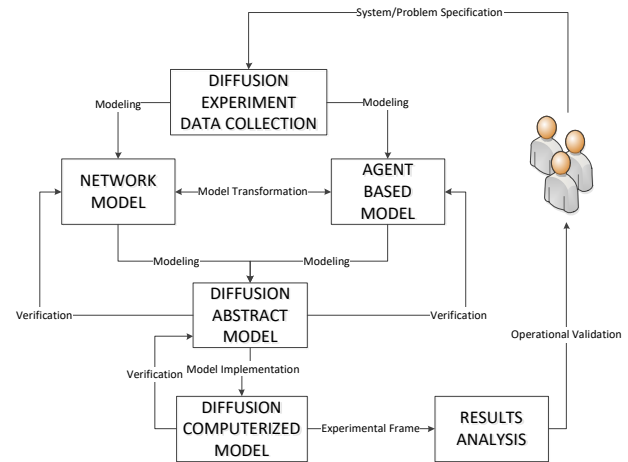 System/Problem Specification
DIFFUSION
EXPERIMENT
DATA COLLECTION
Modeling
Modeling
NETWORK
MODEL
Model Transformation
AGENT
BASED
MODEL
Modeling
Modeling
DIFFUSION
ABSTRACT
MODEL
Verification
Verification
Operational Validation
Verification
Model Implementation
DIFFUSION
COMPUTERIZED
MODEL
Experimental Frame
RESULTS
ANALYSIS